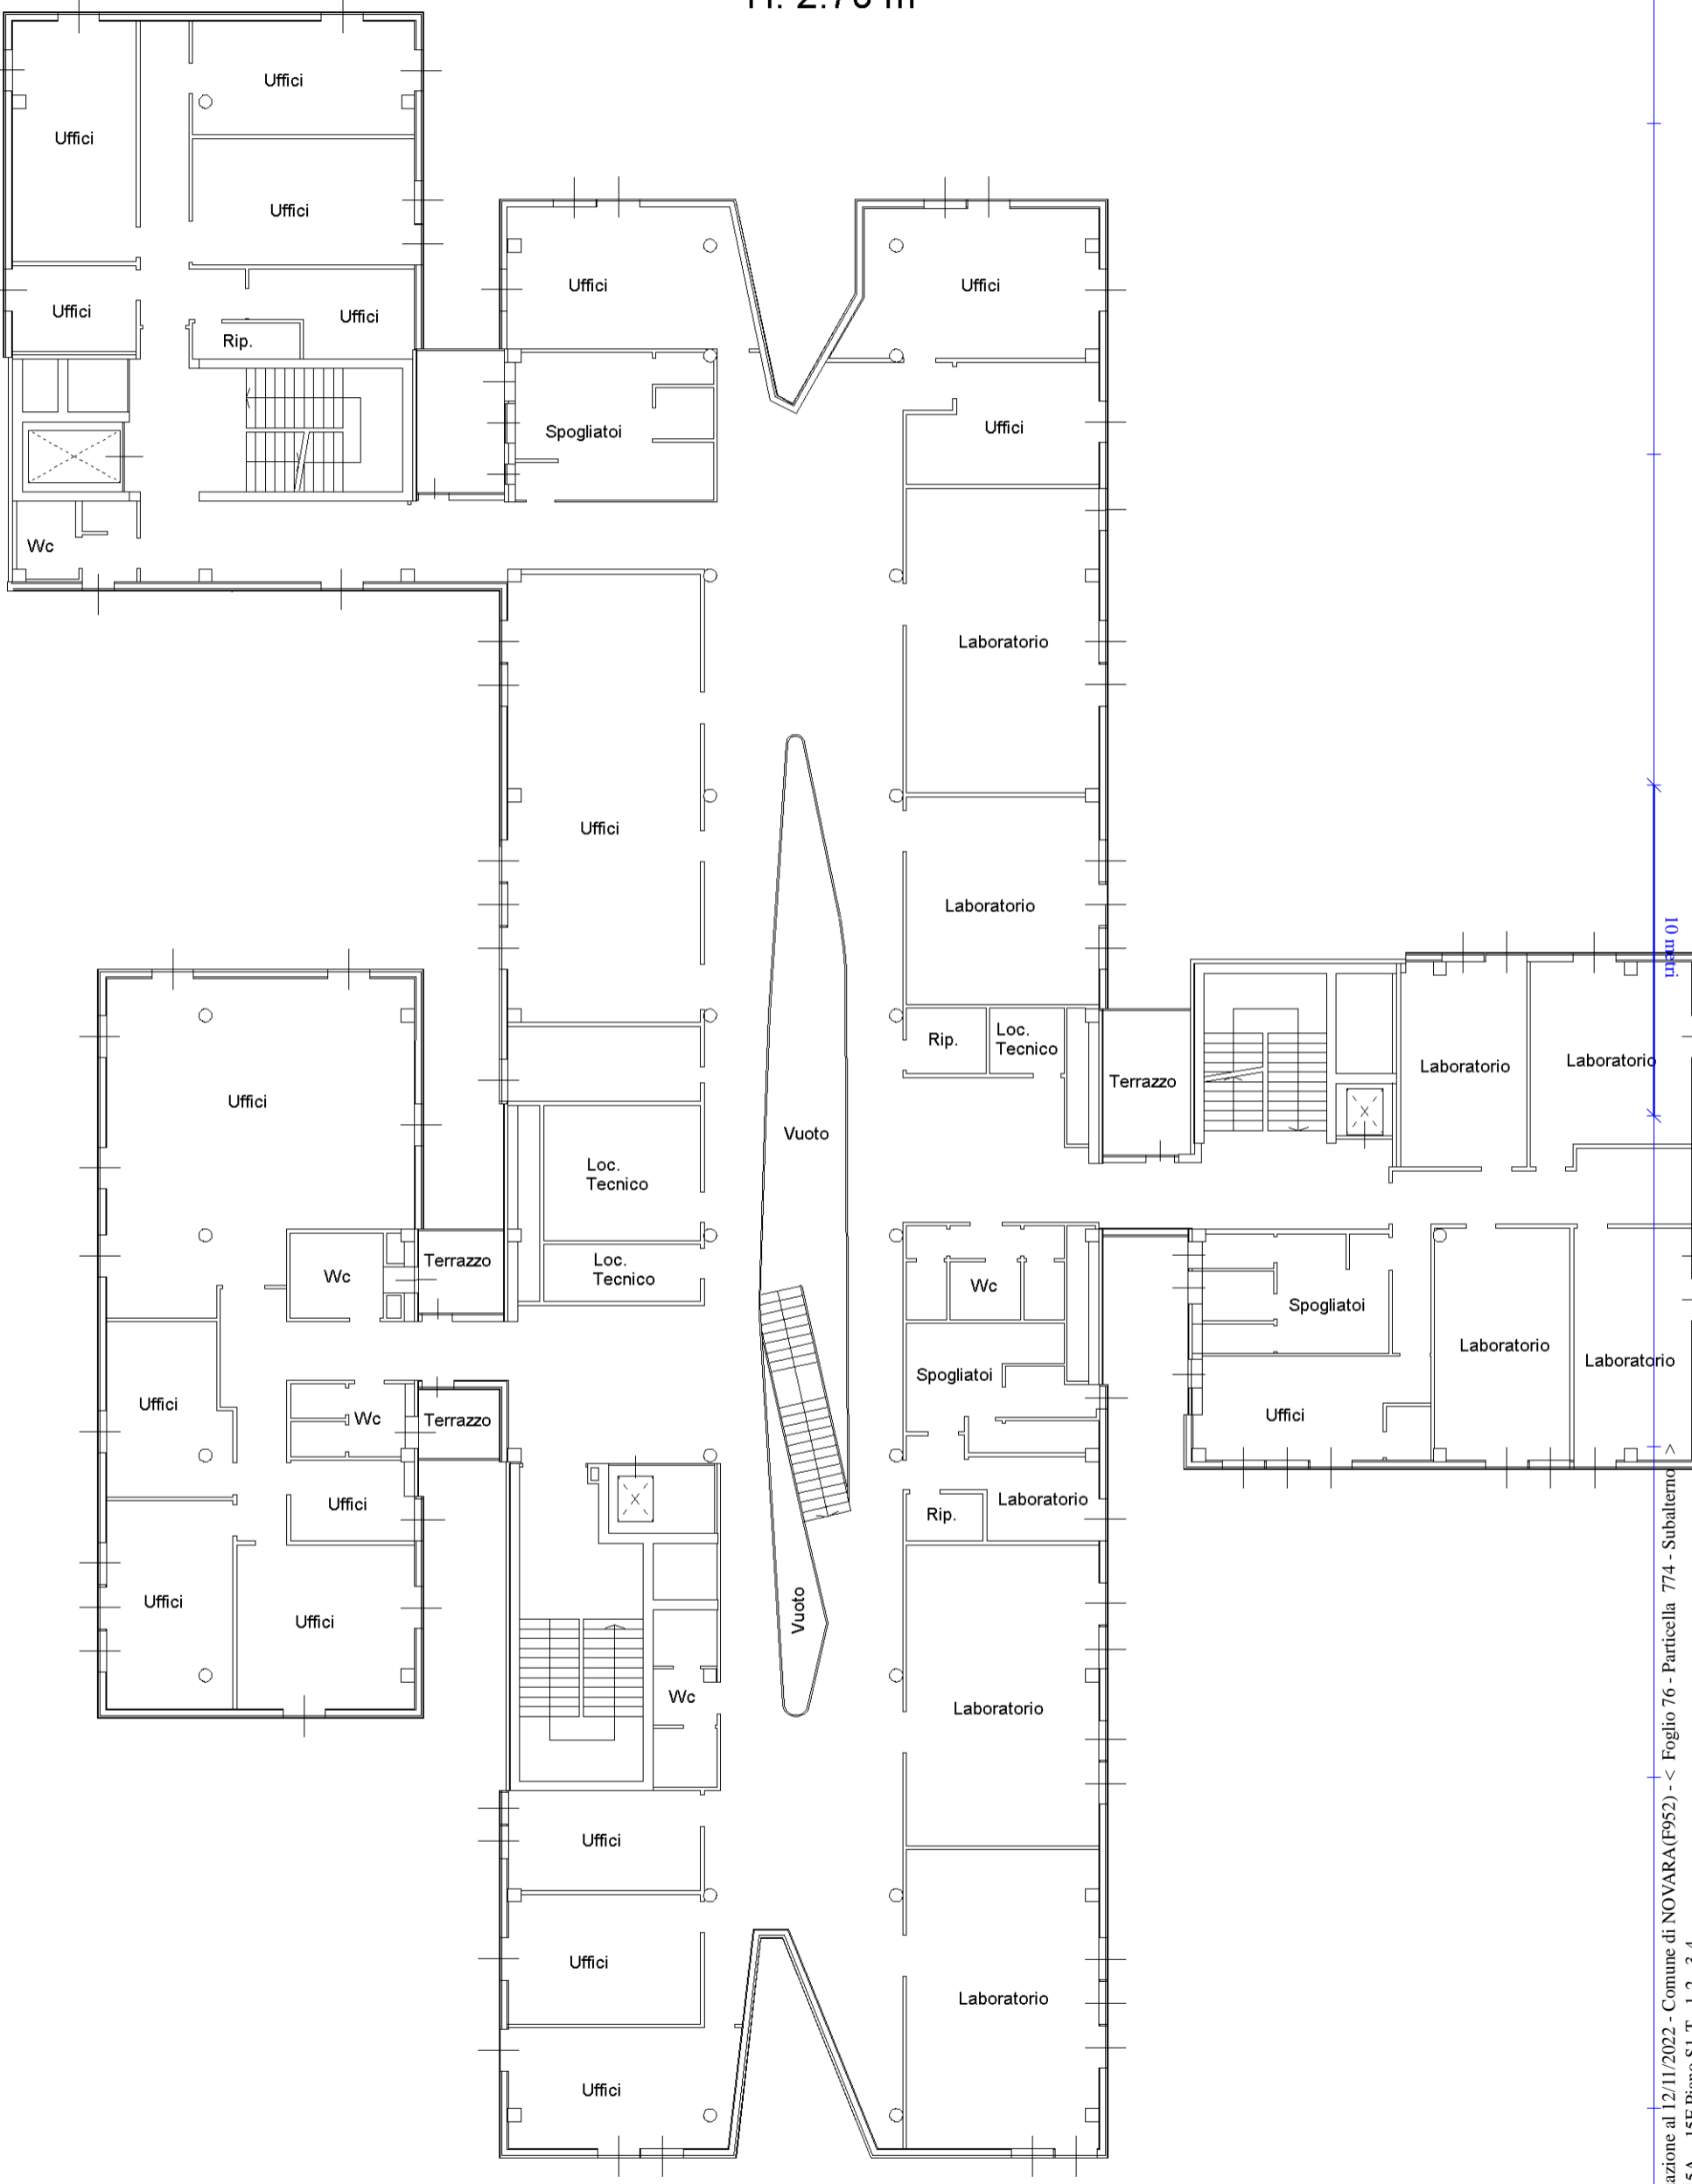 Uffici
Uffici
Uffici
Uffici
Uffici
Rip.
Wc
Uffici
Uffici
Spogliatoi
Uffici
Laboratorio
Uffici
Laboratorio
Rip.
Loc.
Tecnico
Terrazzo
Laboratorio
Laboratorio
10 metri
Uffici
Vuoto
Loc.
Tecnico
Terrazzo
Loc.
Tecnico
Wc
Wc
Spogliatoi
Spogliatoi
Laboratorio
Laboratorio
Uffici
Uffici
Wc
Terrazzo
Uffici
Rip.
Laboratorio
Uffici
Uffici
Vuoto
Wc
Laboratorio
Uffici
Uffici
Laboratorio
Uffici
azione al 12/11/2022 - Comune di NOVARA(F952) - < Foglio 76 - Particella 774 - Subalterno >